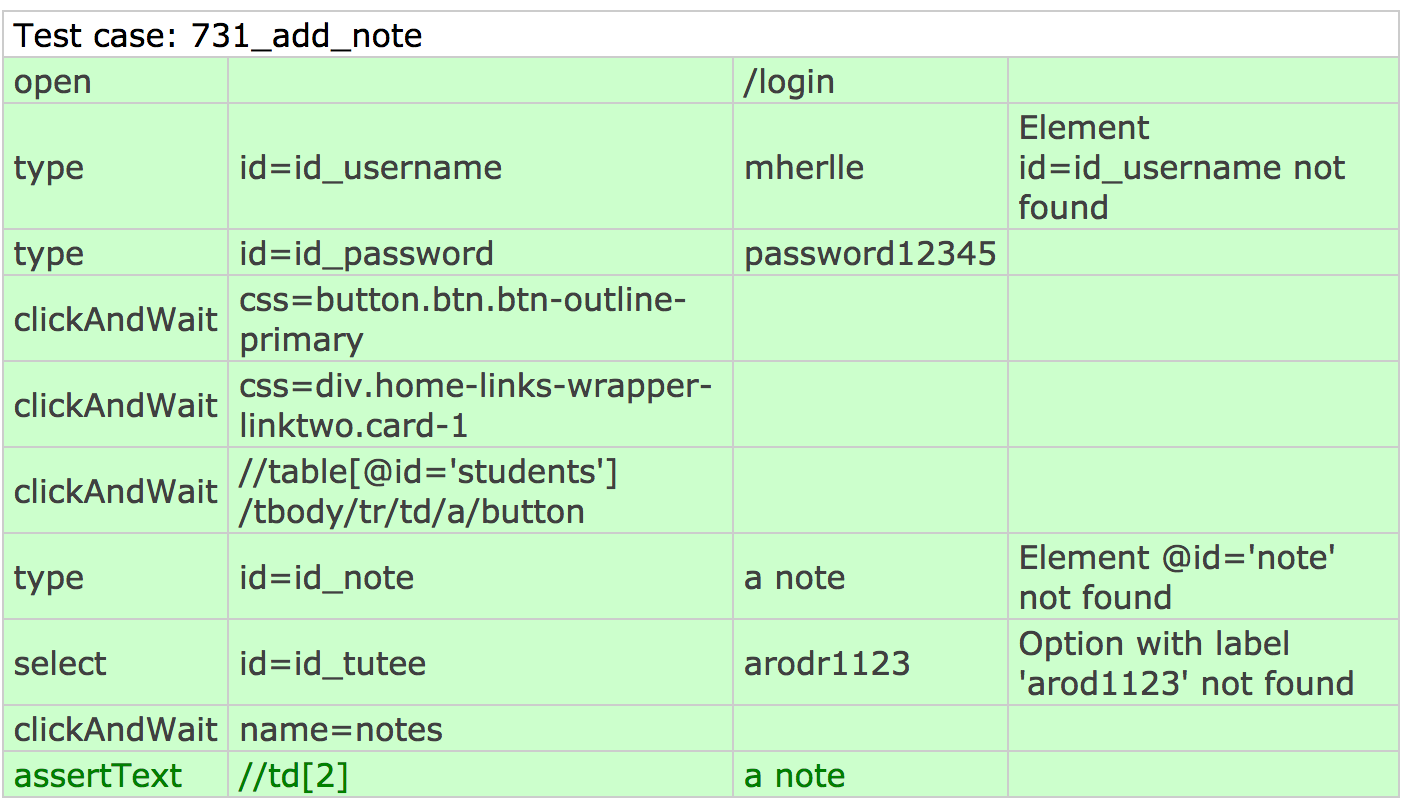 Test case: 731_add_note
open /login
type id=id_username mherlle Element
id=id_username not
found
type id=id_password password12345
clickAndWait css=button.btn.btn-outline-
primary
clickAndWait css=div.home-links-wrapper-
linktwo.card-1
clickAndWait //table[@id='students']
/tbody/tr/td/a/button
type id=id_note a note Element @id='note'
not found
select id=id_tutee arodr1123 Option with label
'arod1123' not found
clickAndWait name=notes
assertText //td[2] a note